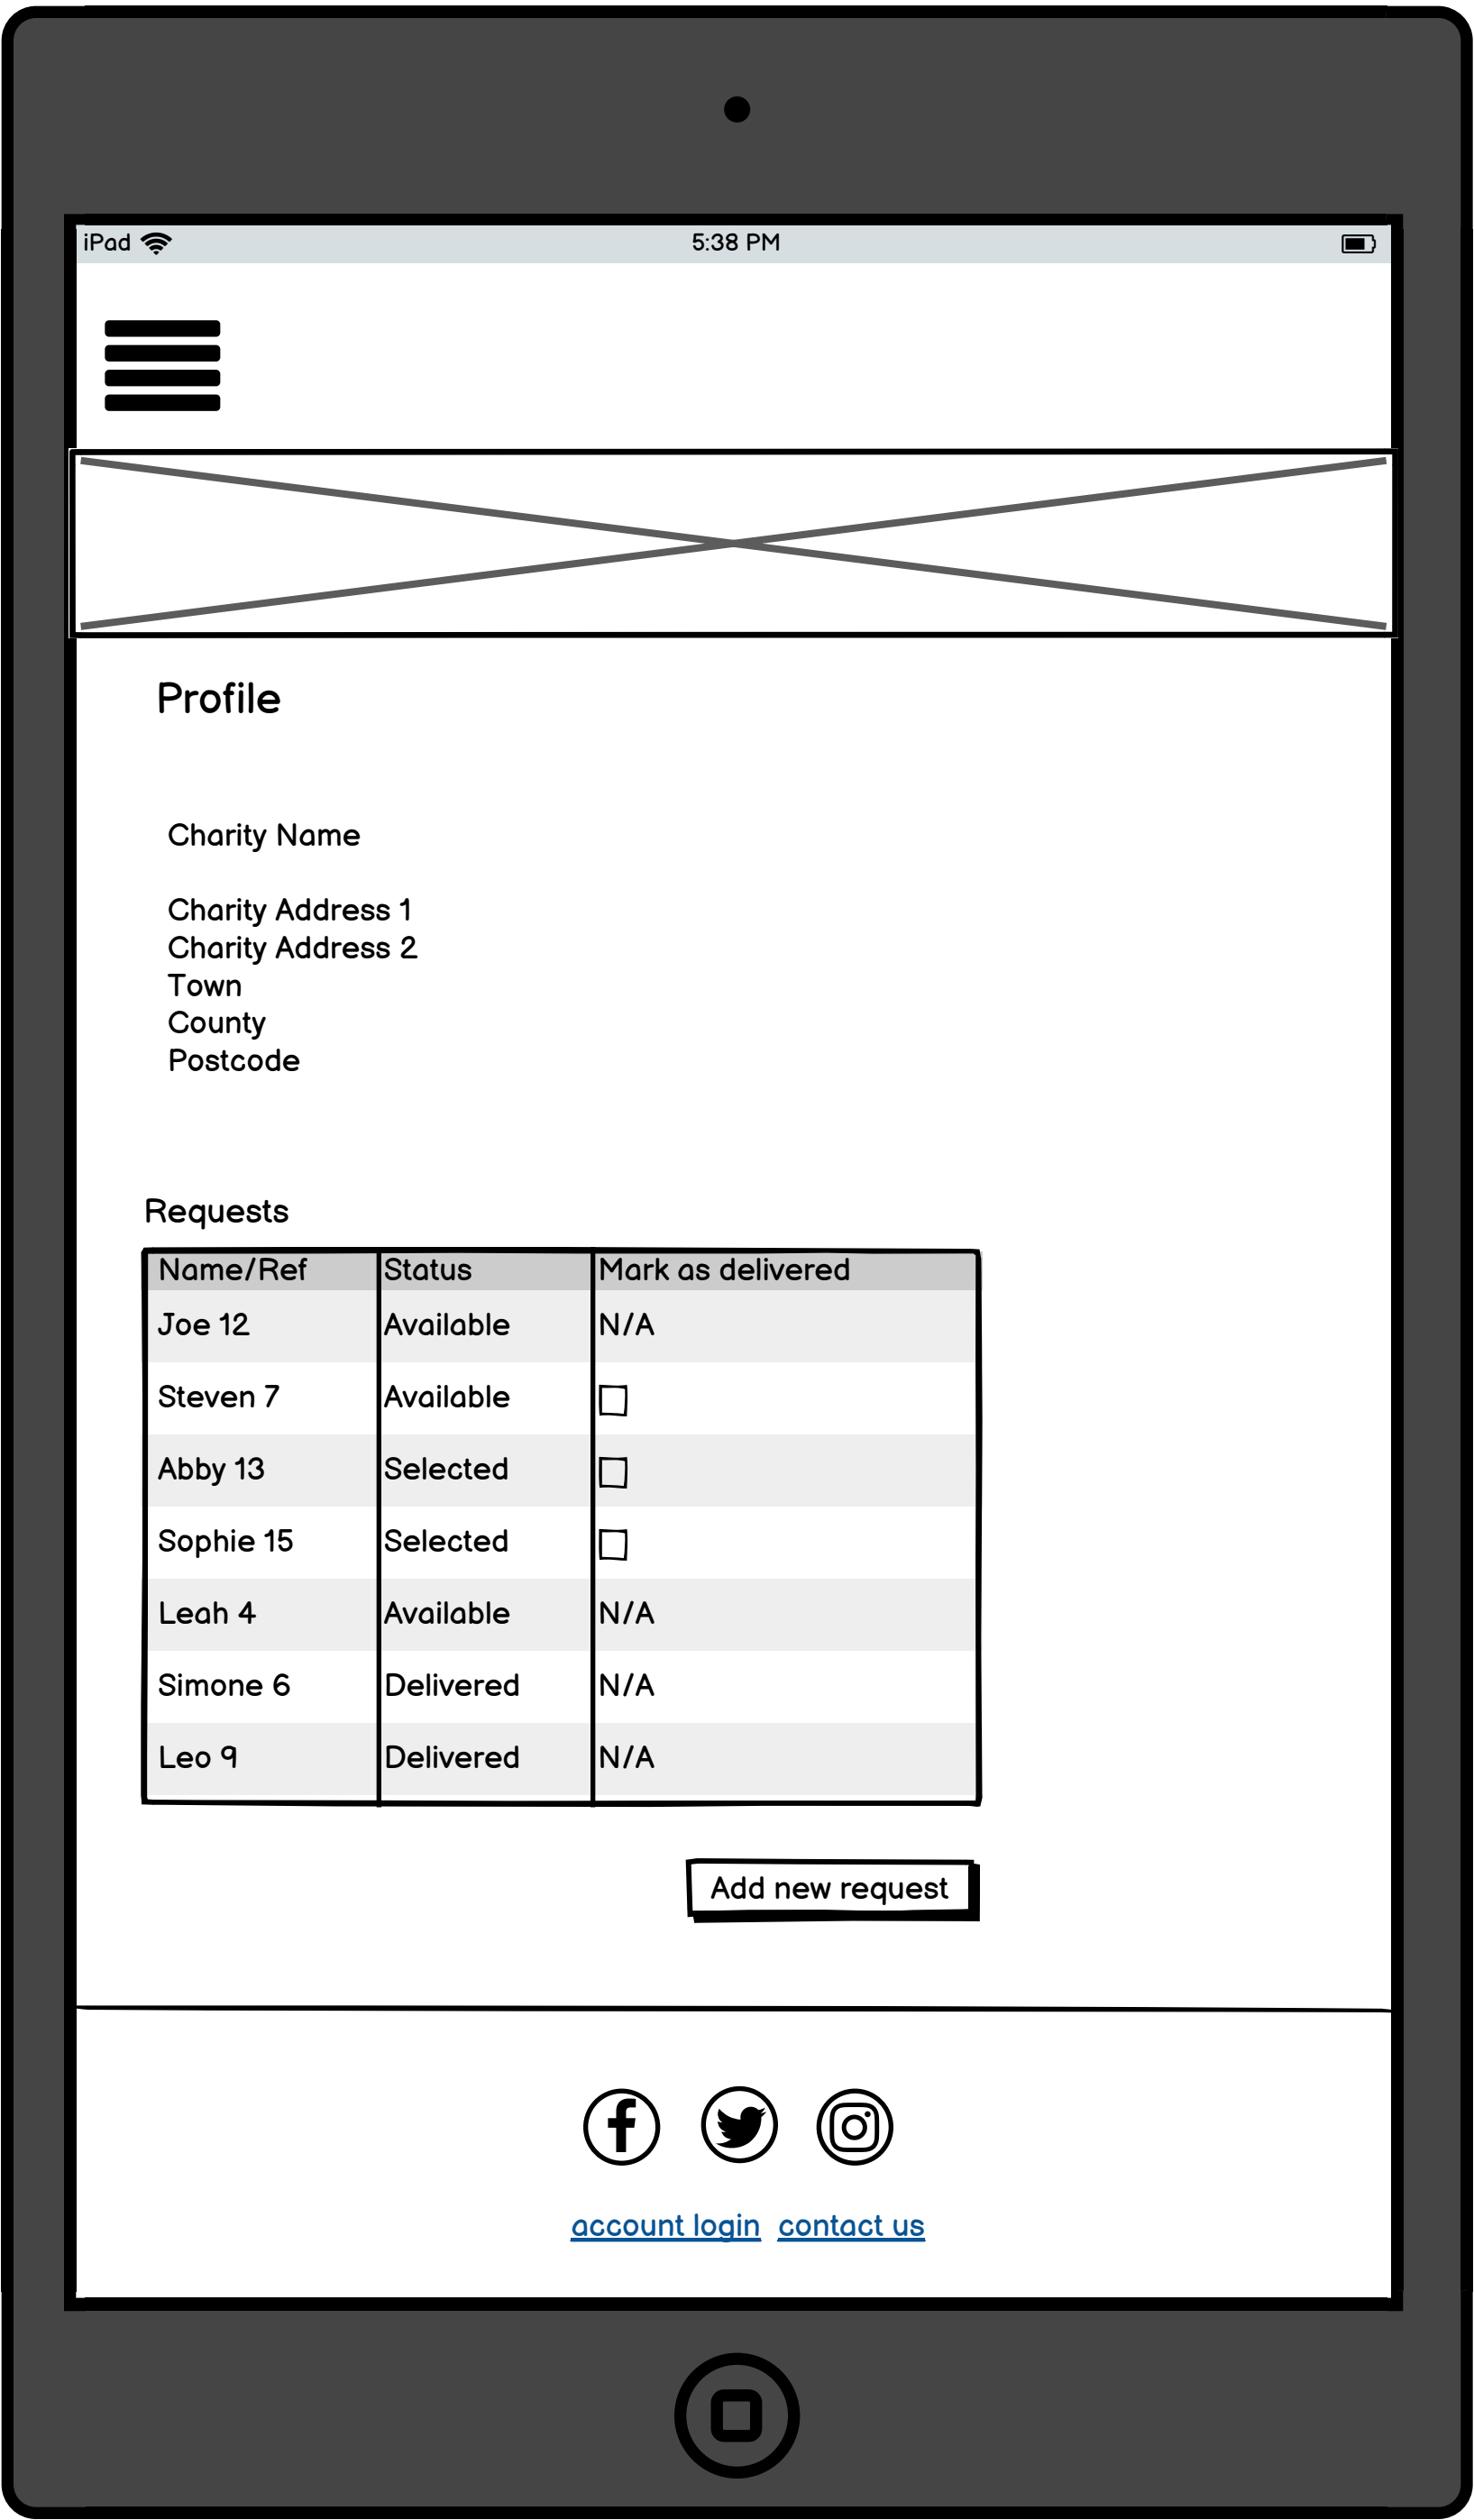 iPad 5:38 PM
Profile
Charity Name
Charity Address 1
Charity Address 2
Town
County
Postcode
Requests
Name/Ref Status Mark as delivered
Joe 12 Available N/A
Steven 7 Available
Abby 13 Selected
Sophie 15 Selected
Leah 4 Available N/A
Simone 6 Delivered N/A
Leo 9 Delivered N/A
Add new request
account login contact us